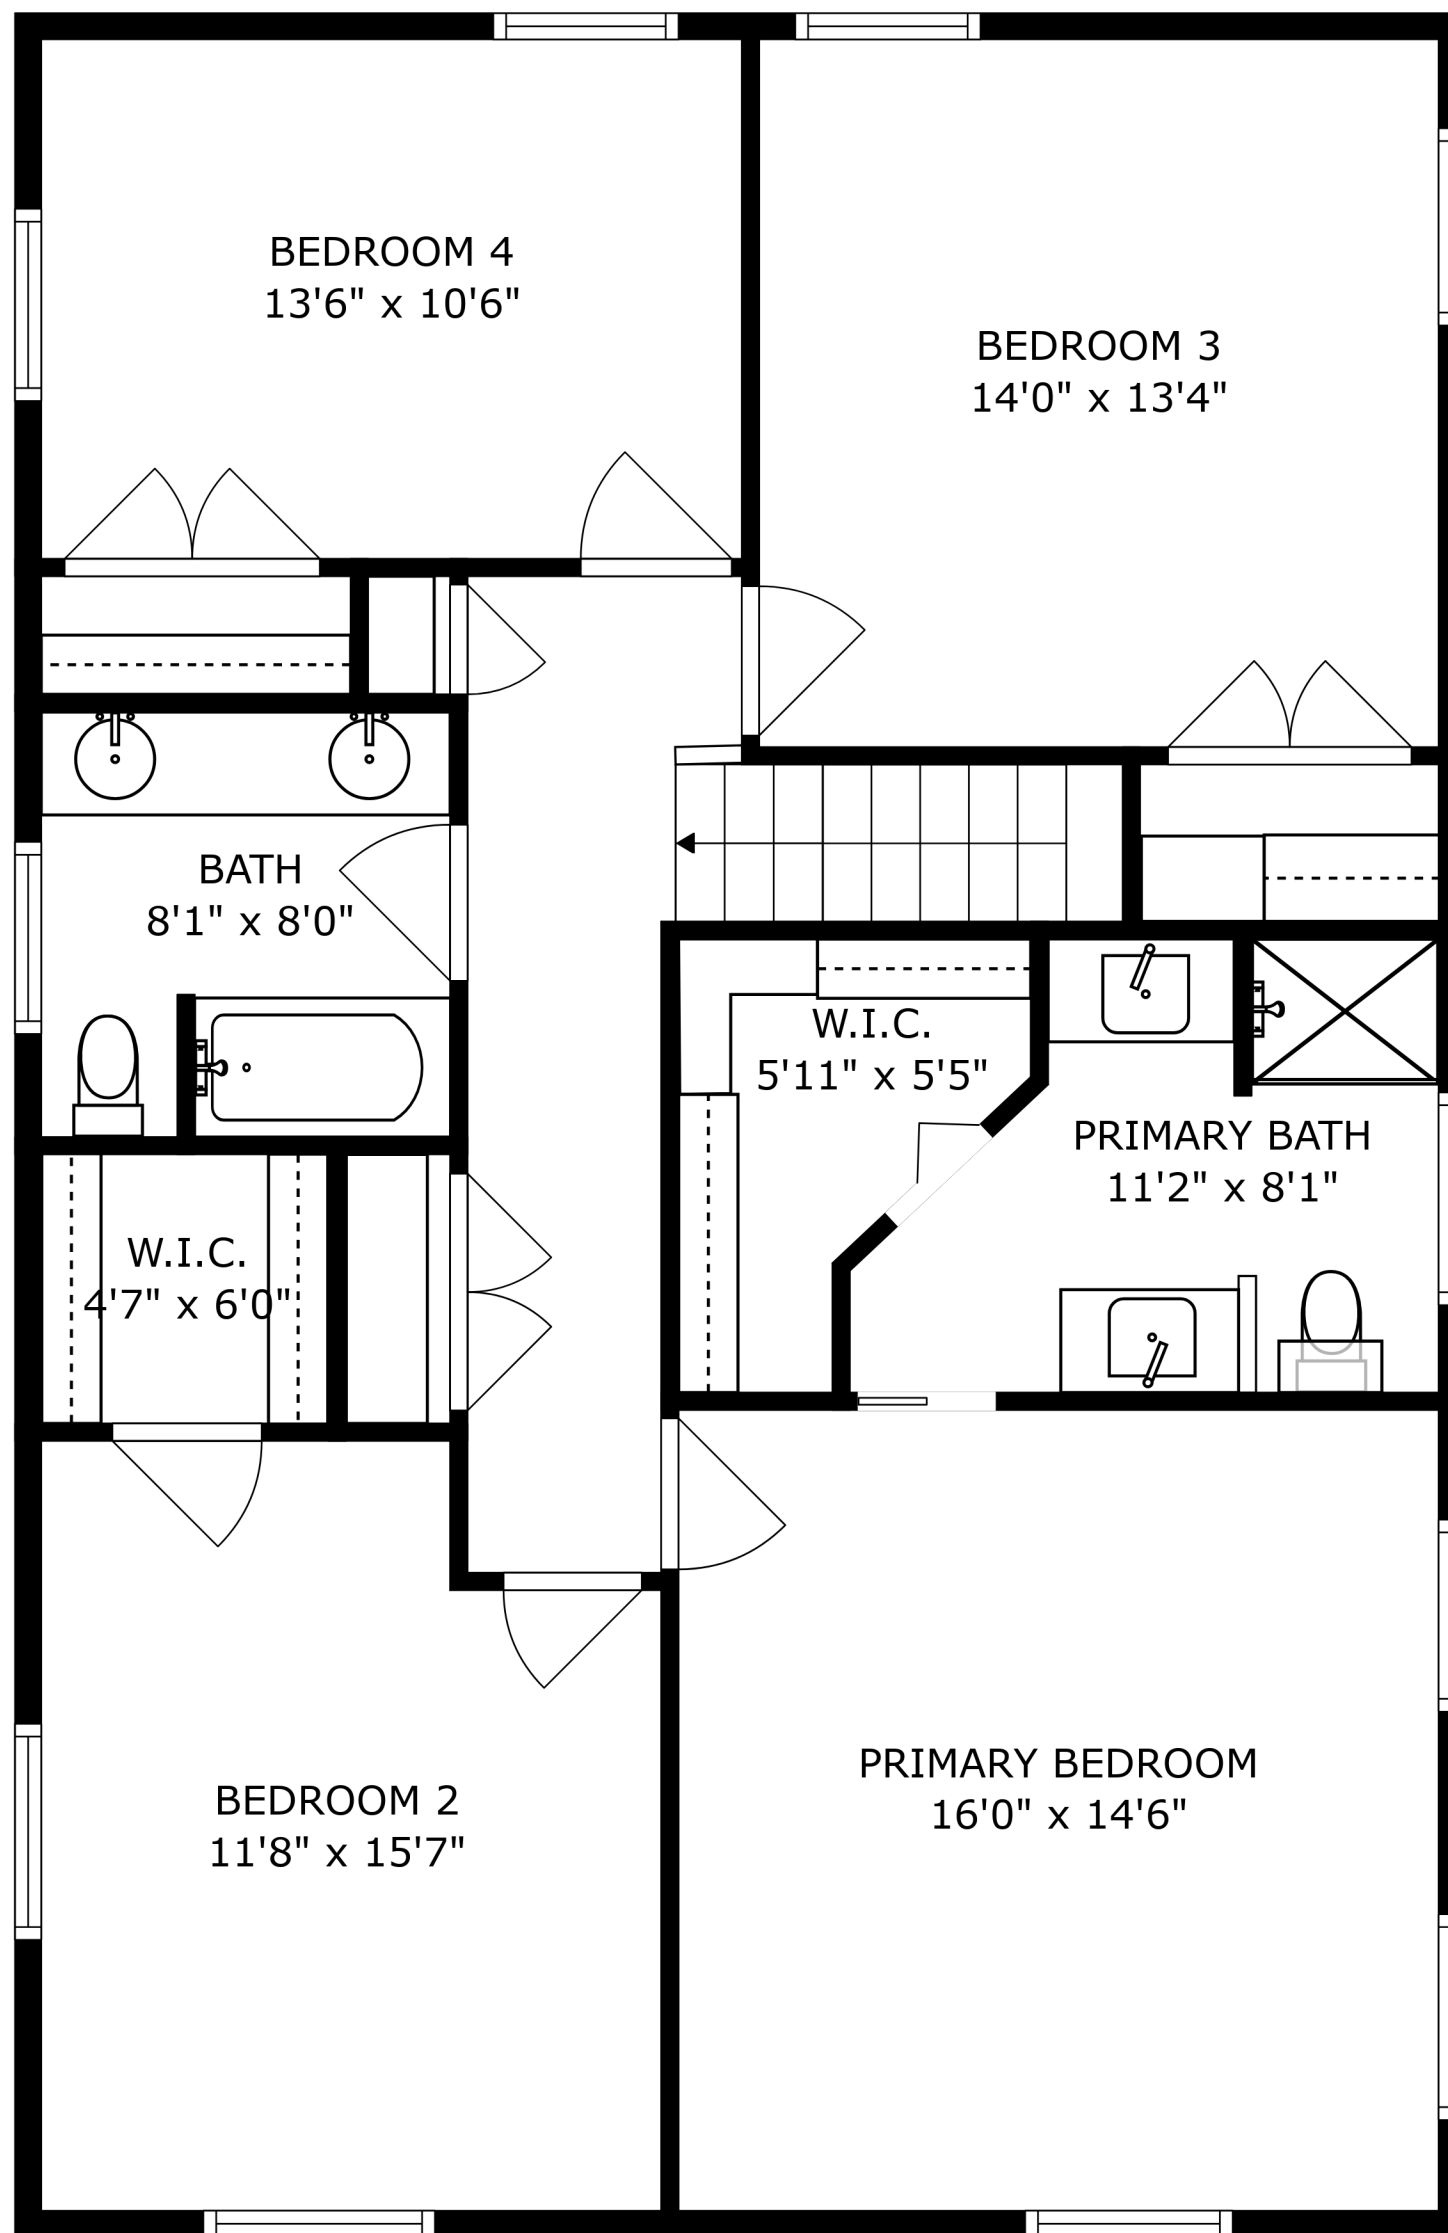 BEDROOM 4
13'6" x 10'6"
BEDROOM 3
14'0" x 13'4"
BATH
8'1" x 8'0"
W.I.C.
5'11" x 5'5"
PRIMARY BATH
11'2" x 8'1"
W.I.C.
4'7" x 6'0"
PRIMARY BEDROOM
16'0" x 14'6"
BEDROOM 2
11'8" x 15'7"